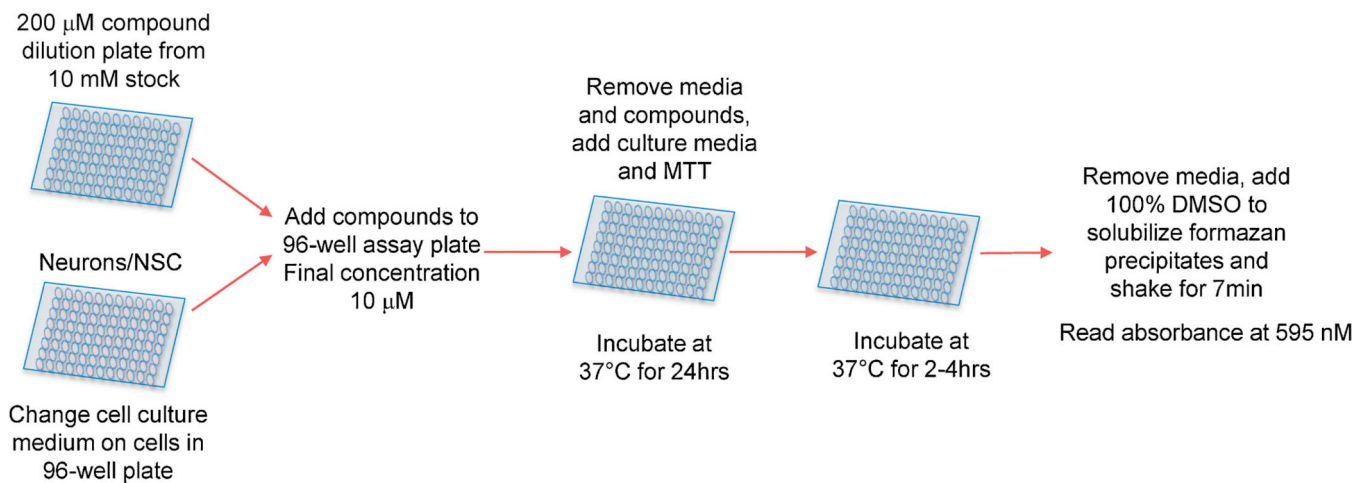 200 μM compound
dilution plate from
10 mM stock
Neurons/NSC
Change cell culture
medium on cells in
96-well plate
Add compounds to
96-well assay plate
Final concentration
10 μM
Remove media
and compounds,
add culture media
and MTT
Incubate at
37°C for 24hrs
Incubate at
37°C for 2-4hrs
Remove media, add
100% DMSO to
solubilize formazan
precipitates and
shake for 7min
Read absorbance at 595 nM